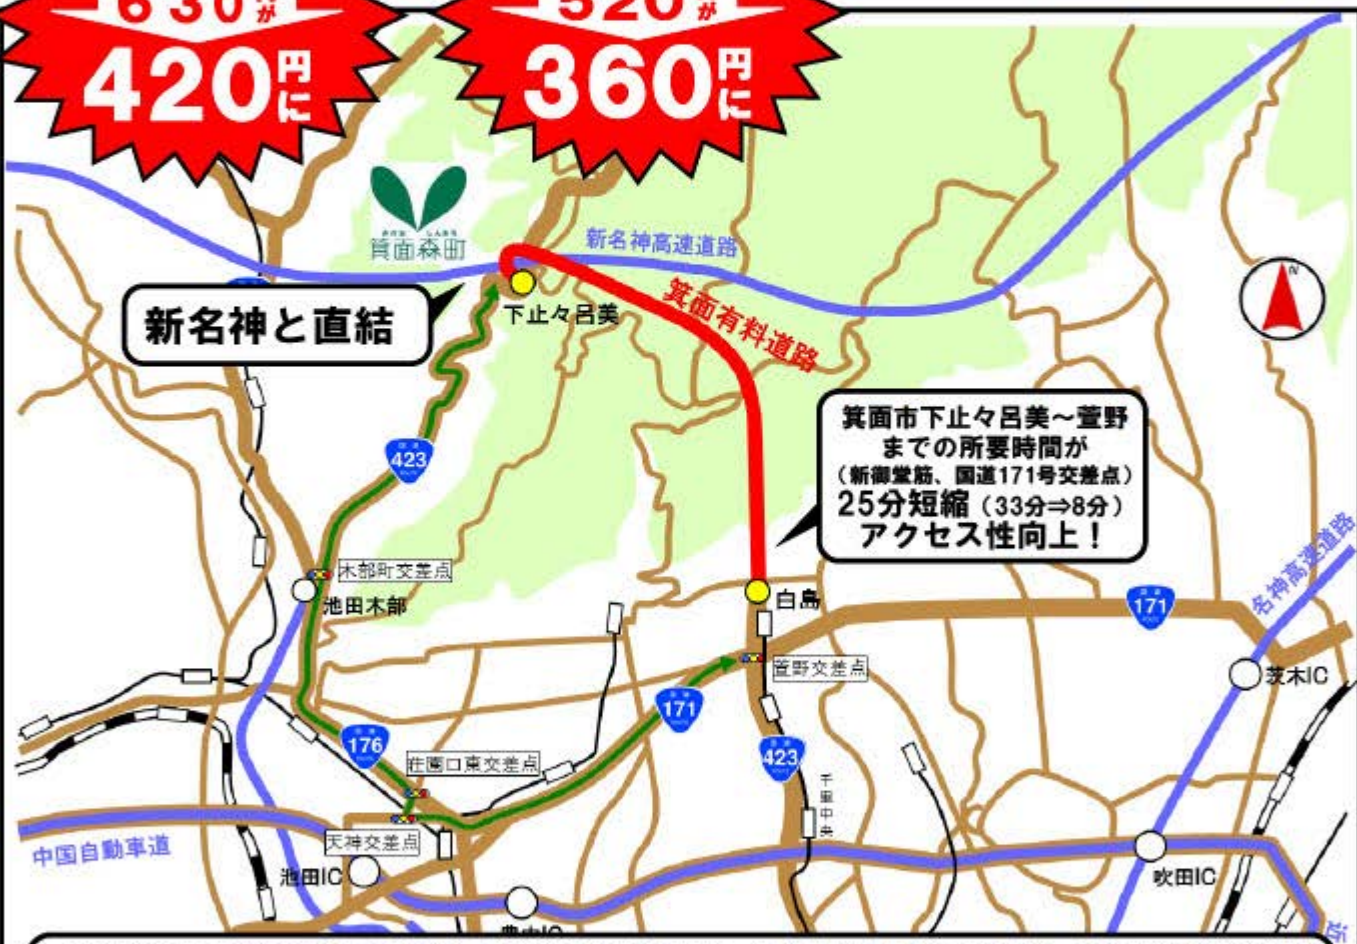 630
が
420円に
520
が
360円に
箕面森町
新名神高速道路
新名神と直結
下止々呂美
箕面有料道路
423
箕面市下止々呂美～萱野
までの所要時間が
(新御堂筋、国道171号交差点)
25分短縮(33分⇒8分)
アクセス性向上！
名神高速道路
木部町交差点
池田木部
白島
171
萱野交差点
茨木IC
171
176
423
荘園口東交差点
千里中央
天神交差点
中国自動車道
池田IC
吹田IC